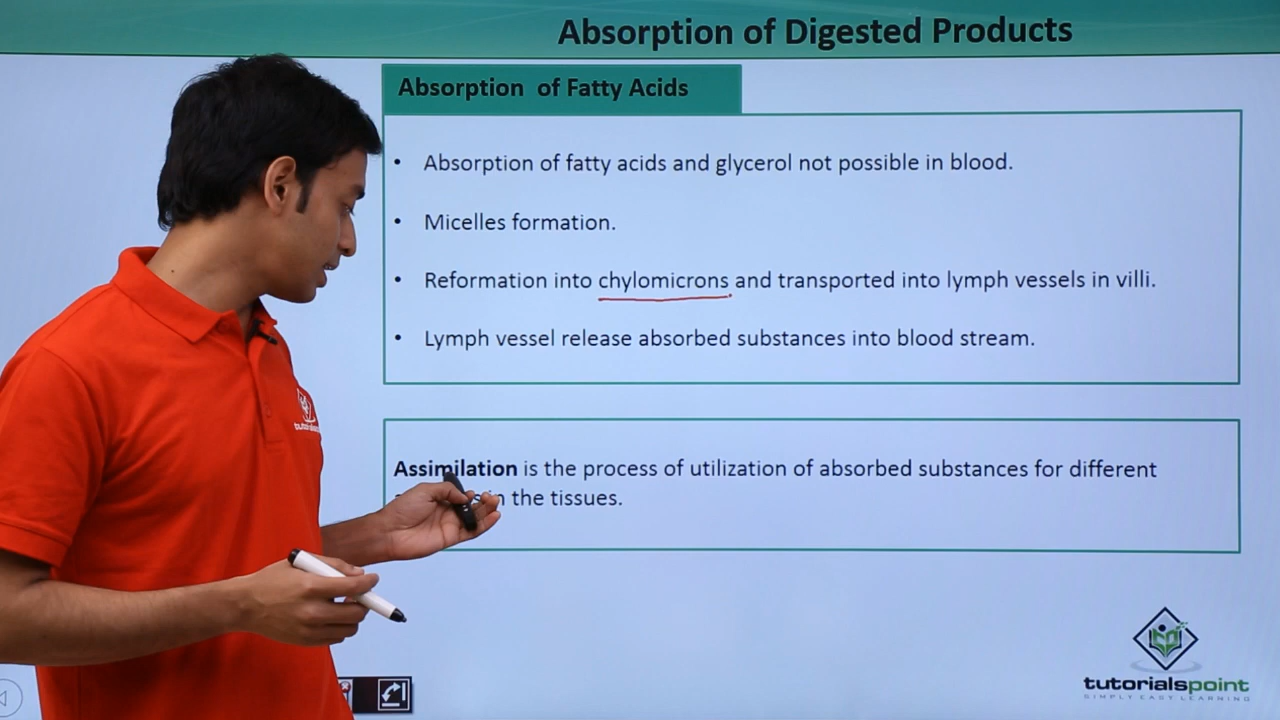 Absorption of Digested Products
Absorption of Fatty Acids
• Absorption of fatty acids and glycerol not possible in blood.
• Micelles formation.
• Reformation into chylomicrons and transported into lymph vessels in villi.
• Lymph vessel release absorbed substances into blood stream.
Assimilation is the process of utilization of absorbed substances for different
in the tissues.
tutorialspoint
SIMPLY EASY LEARNING